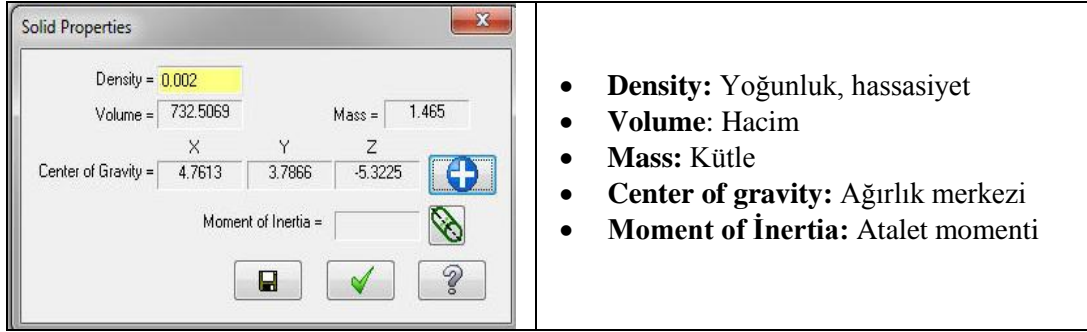 Solid Properties
Density = 0.002
Volume = 732.5069 Mass = 1.465
X Y Z
Center of Gravity = 4.7613 3.7866 -5.3225
Moment of Inertia =
• Density: Yoğunluk, hassasiyet
• Volume: Hacim
• Mass: Kütle
• Center of gravity: Ağırlık merkezi
• Moment of İnertia: Atalet momenti